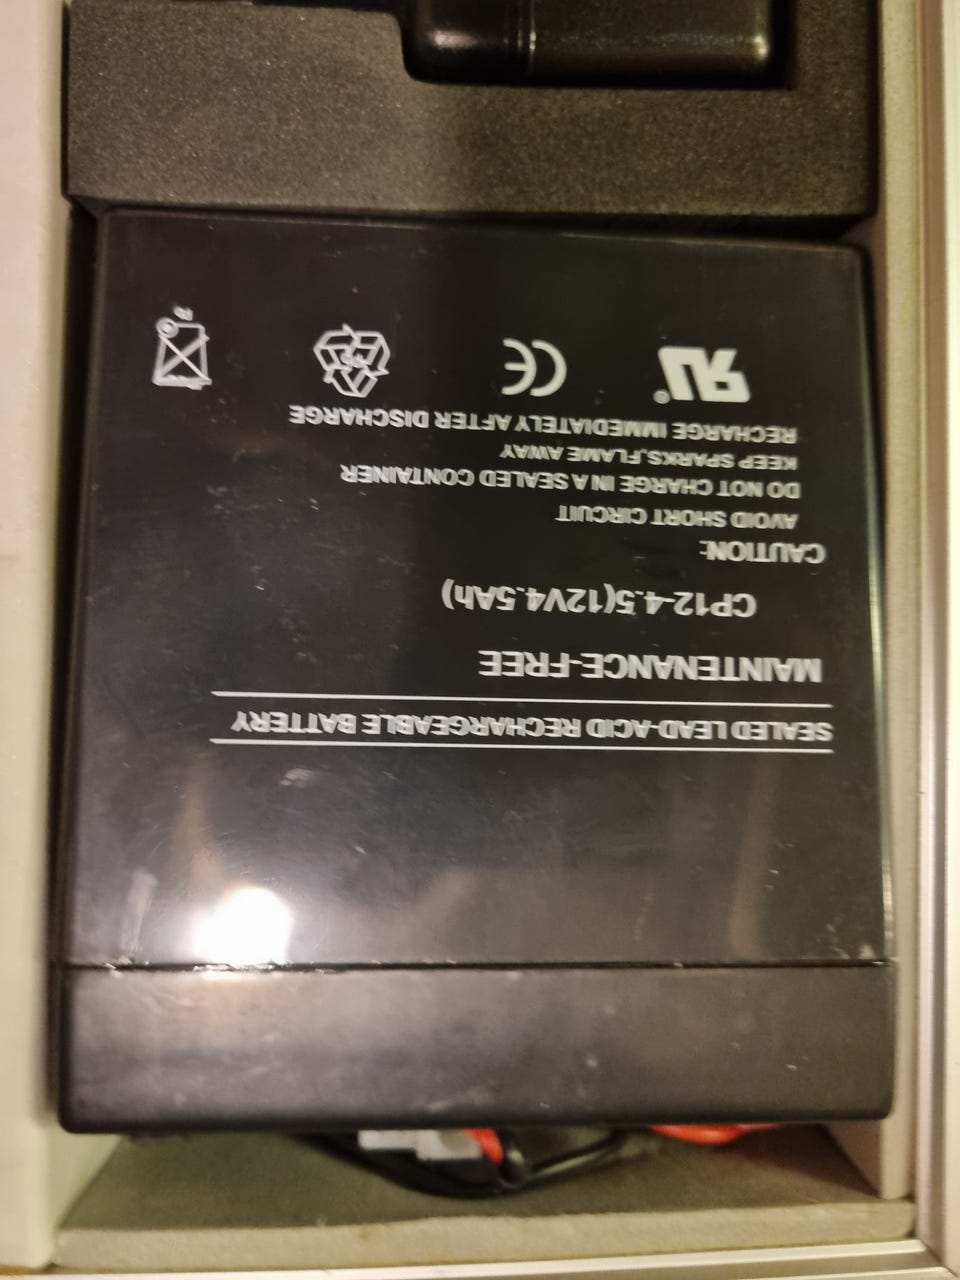 SEALED LEAD-ACID RECHARGEABLE BATTERY
MAINTENANCE-FREE
CP12-4.5(12V4.5Ah)
CAUTION:
AVOID SHORT CIRCUIT
DO NOT CHARGE IN A SEALED CONTAINER
KEEP SPARKS,FLAME AWAY
RECHARGE IMMEDIATELY AFTER DISCHARGE
CE